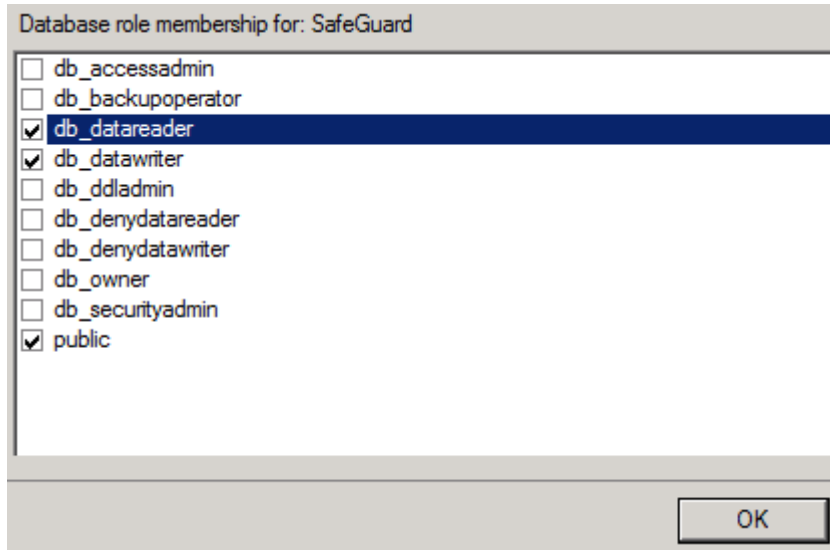 Database role membership for: SafeGuard
db_accessadmin
db_backupoperator
db_datareader
db_datawriter
db_ddladmin
db_denydatareader
db_denydatawriter
db_owner
db_securityadmin
public
OK